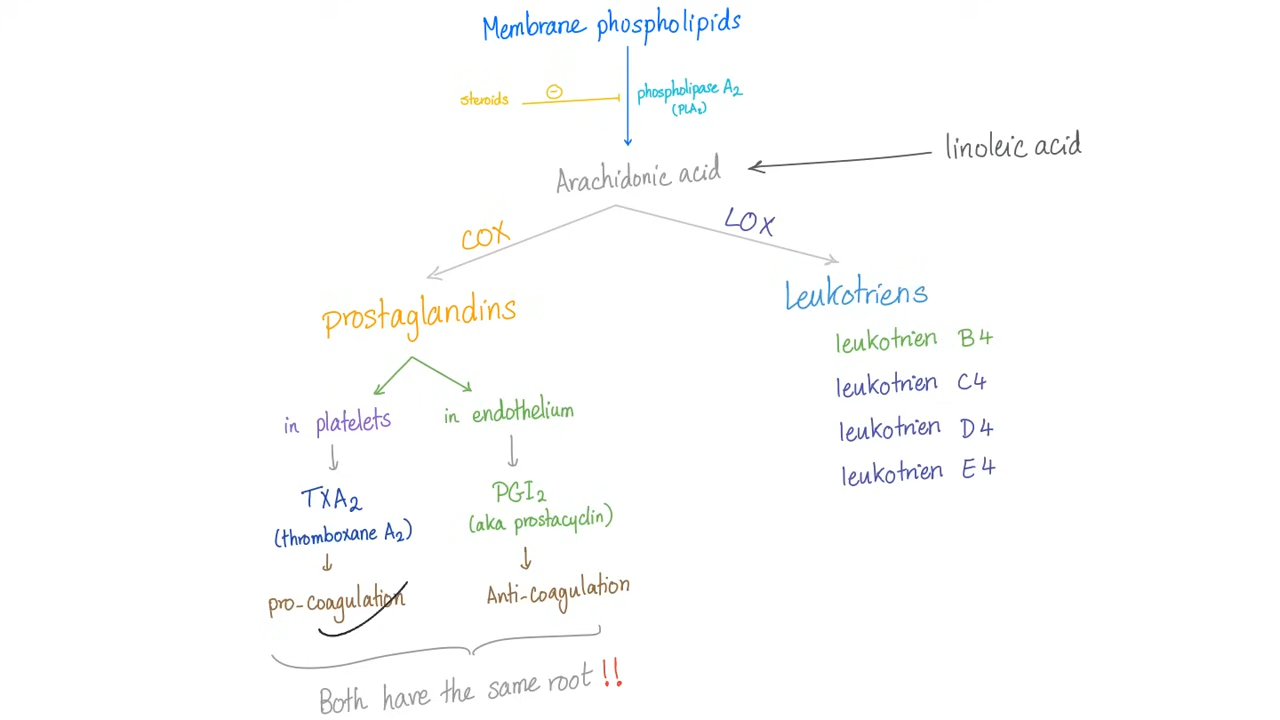 Membrane phospholipids
steroids
⊖
phospholipase A2
(PLA2)
linoleic acid
Arachidonic acid
COX
LOX
Prostaglandins
Leukotriens
leukotrien B4
leukotrien C4
leukotrien D4
leukotrien E4
in platelets
in endothelium
TXA2
(thromboxane A2)
PGI2
(aka prostacyclin)
pro-coagulation
Anti-coagulation
Both have the same root!!